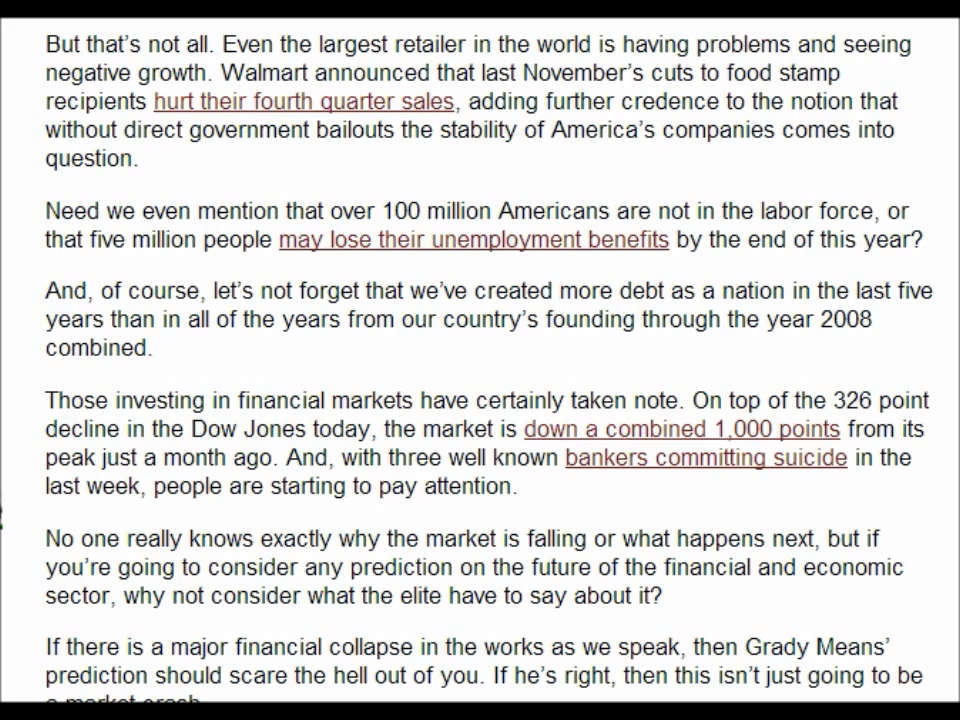 But that's not all. Even the largest retailer in the world is having problems and seeing
negative growth. Walmart announced that last November's cuts to food stamp
recipients hurt their fourth quarter sales, adding further credence to the notion that
without direct government bailouts the stability of America's companies comes into
question.
Need we even mention that over 100 million Americans are not in the labor force, or
that five million people may lose their unemployment benefits by the end of this year?
And, of course, let's not forget that we've created more debt as a nation in the last five
years than in all of the years from our country's founding through the year 2008
combined.
Those investing in financial markets have certainly taken note. On top of the 326 point
decline in the Dow Jones today, the market is down a combined 1,000 points from its
peak just a month ago. And, with three well known bankers committing suicide in the
last week, people are starting to pay attention.
No one really knows exactly why the market is falling or what happens next, but if
you're going to consider any prediction on the future of the financial and economic
sector, why not consider what the elite have to say about it?
If there is a major financial collapse in the works as we speak, then Grady Means'
prediction should scare the hell out of you. If he's right, then this isn't just going to be
a market crash